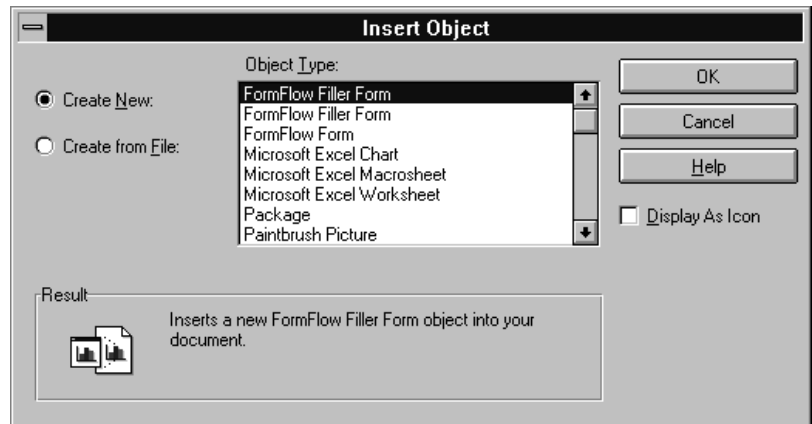 Insert Object
Object Type:
Create New:
Create from File:
FormFlow Filler Form
FormFlow Filler Form
FormFlow Form
Microsoft Excel Chart
Microsoft Excel Macrosheet
Microsoft Excel Worksheet
Package
Paintbrush Picture
OK
Cancel
Help
Display As Icon
Result
Inserts a new FormFlow Filler Form object into your
document.